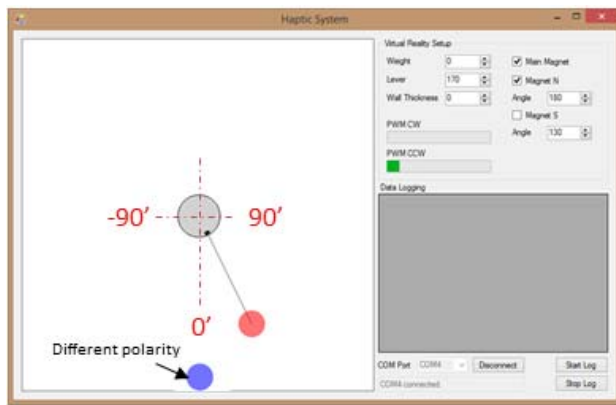 Haptic System
Virtual Reality Setup
Weight 0
Main Magnet
Lever 170
Magnet N
Wall Thickness 0
Angle 180
Magnet S
PWM CW
Angle 130
PWM CCW
Data Logging
-90'
90'
0'
Different polarity
COM Port COM4 Disconnect Start Log
COM4 connected Stop Log